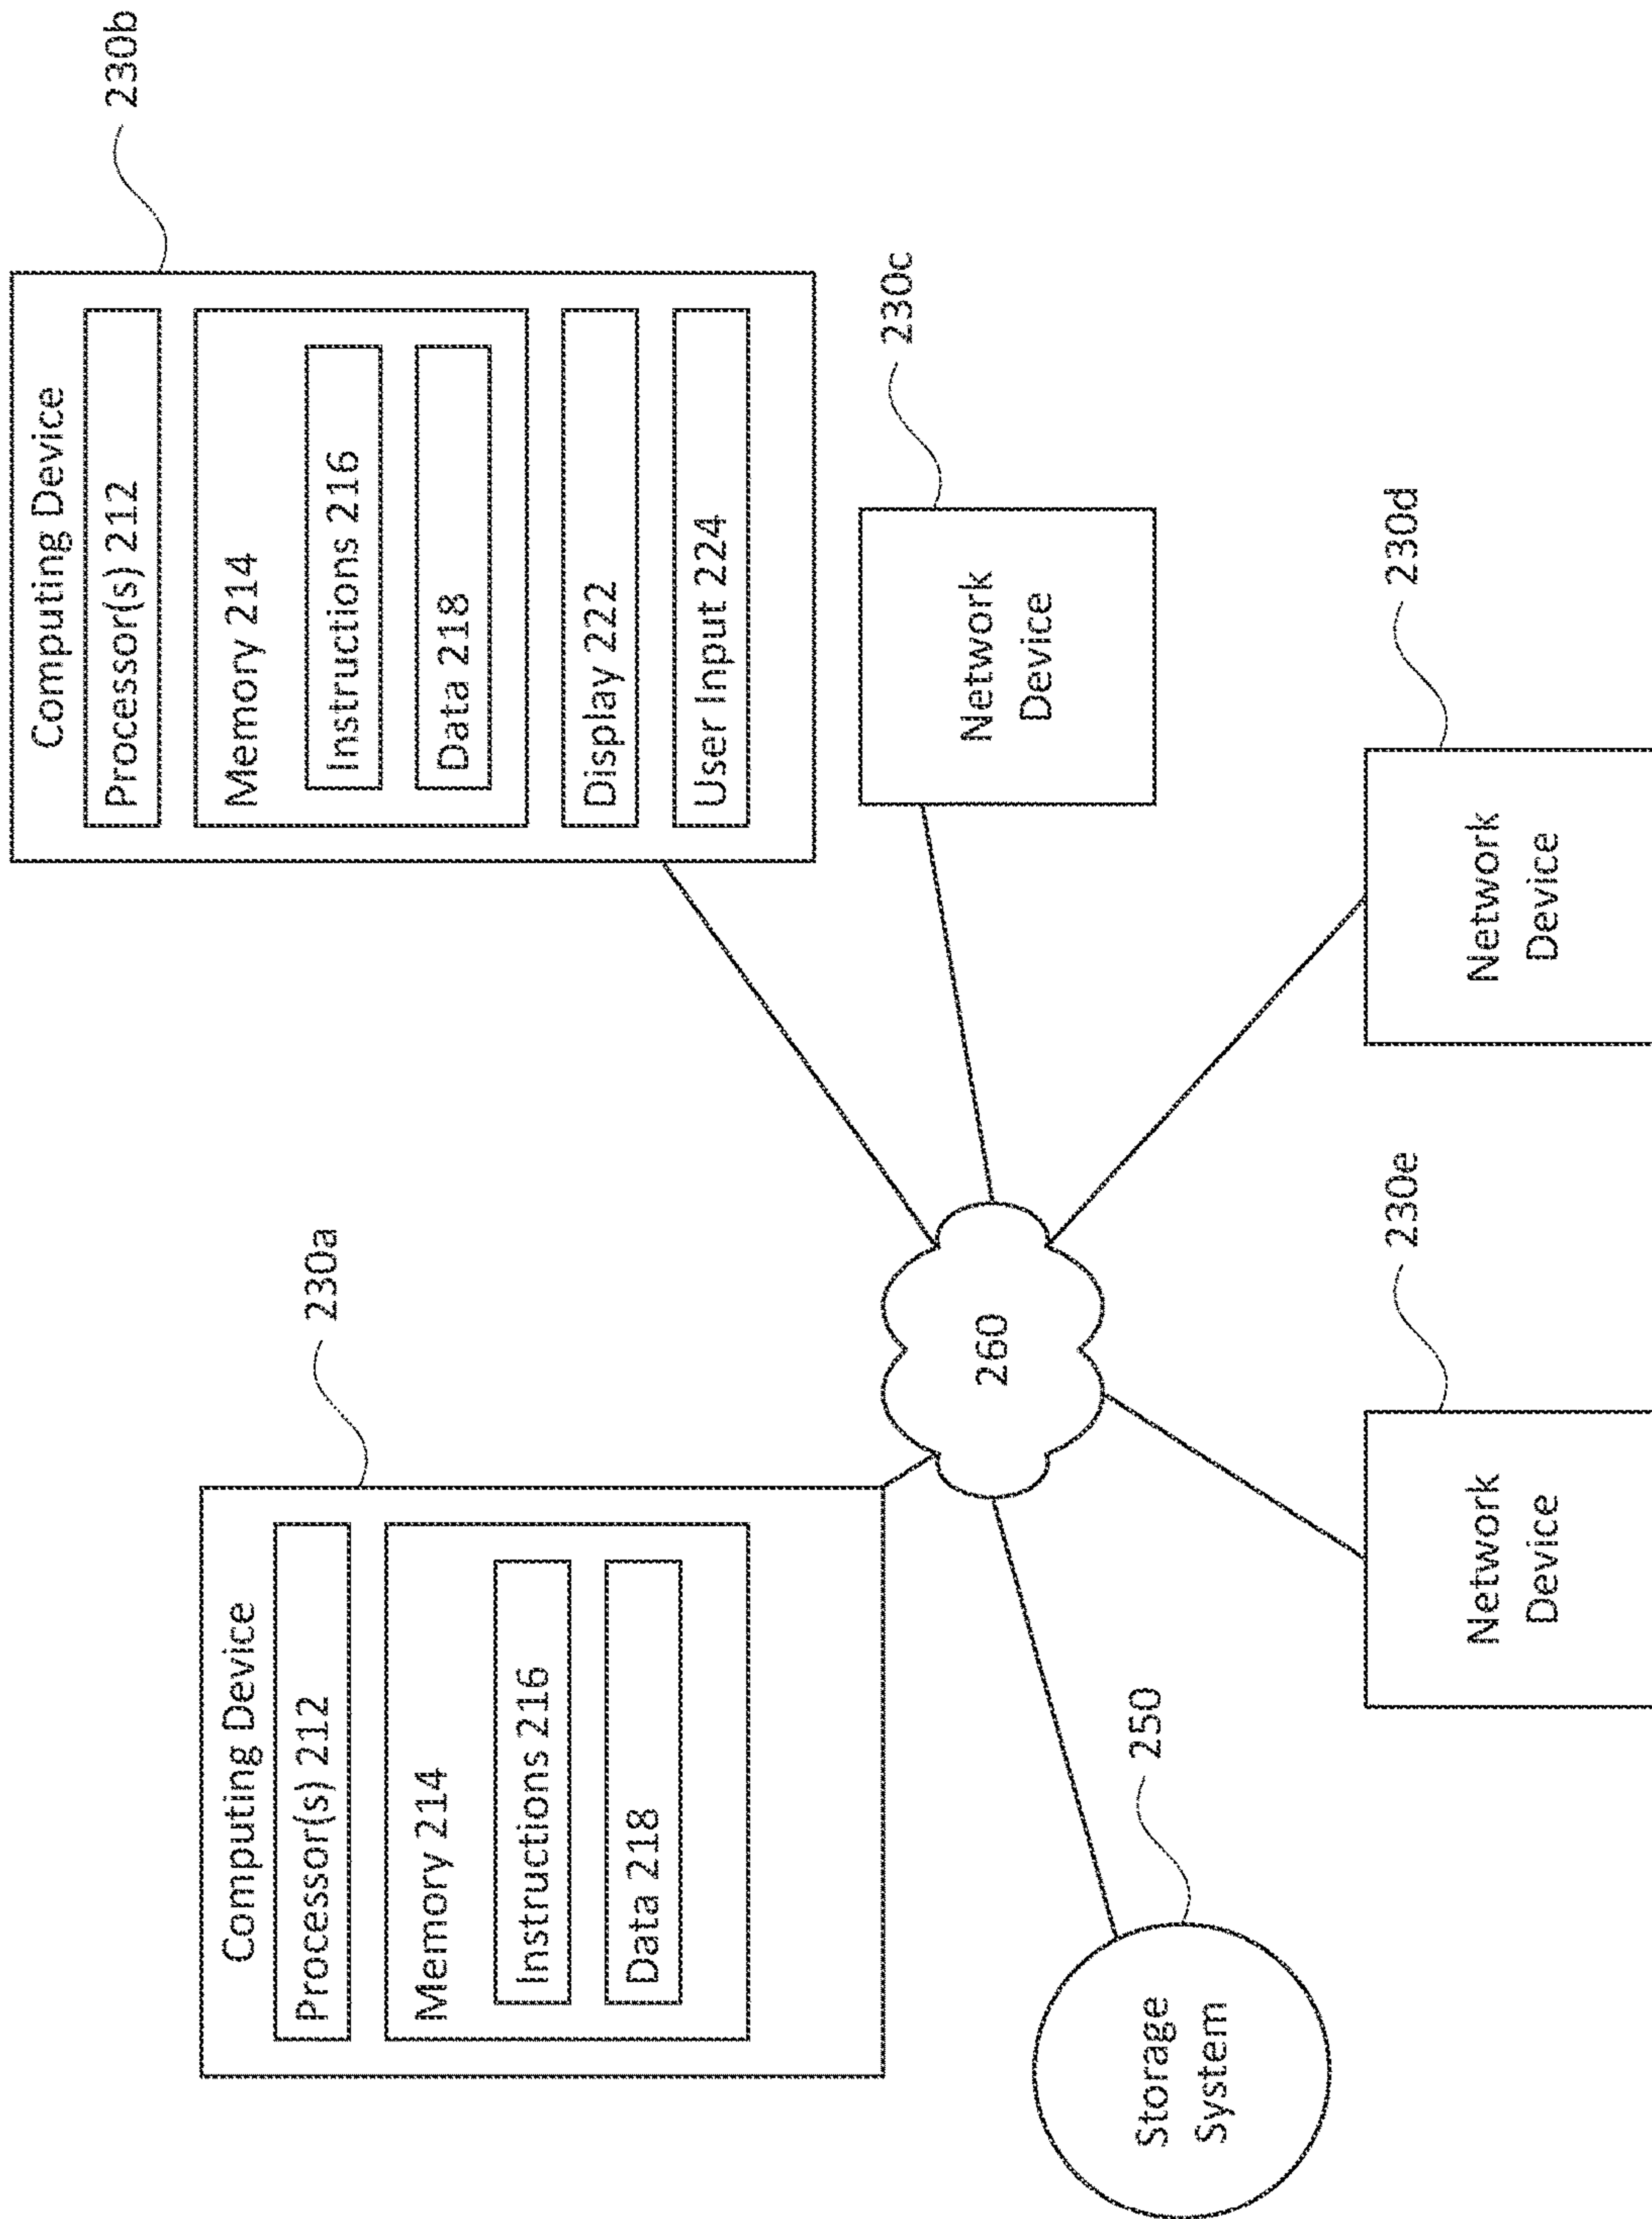 Computing Device
Processor(s) 212
Memory 214
Instructions 216
Data 218
230a
Computing Device
Processor(s) 212
Memory 214
Instructions 216
Data 218
Display 222
User Input 224
230b
260
Network
Device
230c
Storage
System
250
Network
Device
230e
Network
Device
230d